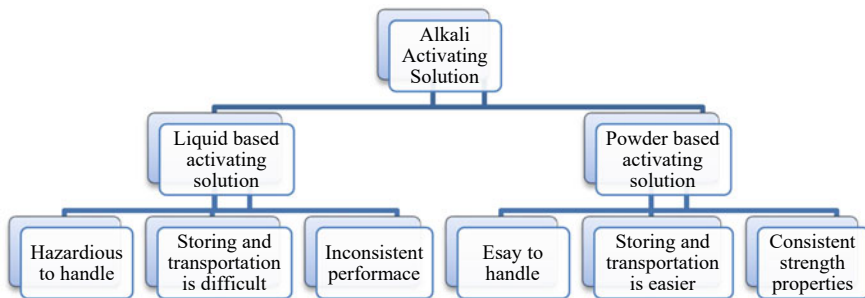 Alkali
Activating
Solution
Liquid based
activating
solution
Powder based
activating
solution
Hazardious
to handle
Storing and
transportation
is difficult
Inconsistent
performace
Esay to
handle
Storing and
transportation
is easier
Consistent
strength
properties